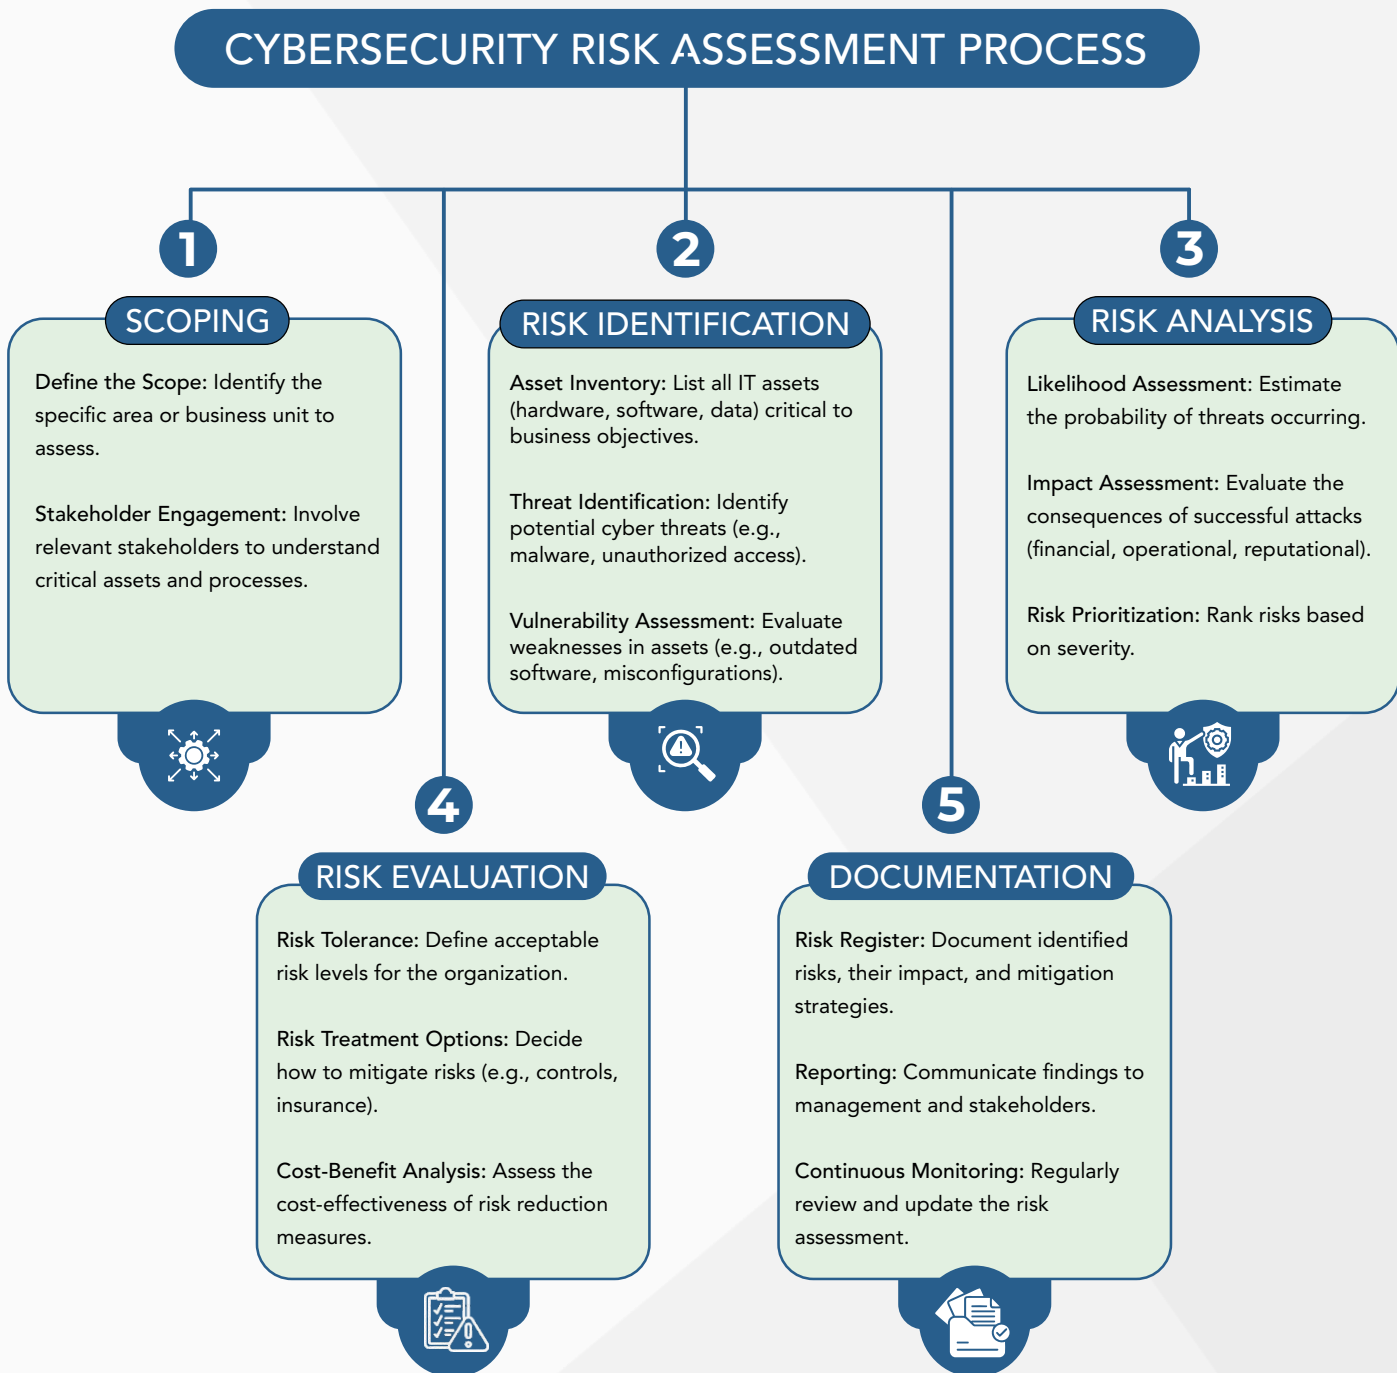 CYBERSECURITY RISK ASSESSMENT PROCESS
1
SCOPING
Define the Scope: Identify the
specific area or business unit to
assess.
Stakeholder Engagement: Involve
relevant stakeholders to understand
critical assets and processes.
2
RISK IDENTIFICATION
Asset Inventory: List all IT assets
(hardware, software, data) critical to
business objectives.
Threat Identification: Identify
potential cyber threats (e.g.,
malware, unauthorized access).
Vulnerability Assessment: Evaluate
weaknesses in assets (e.g., outdated
software, misconfigurations).
3
RISK ANALYSIS
Likelihood Assessment: Estimate
the probability of threats occurring.
Impact Assessment: Evaluate the
consequences of successful attacks
(financial, operational, reputational).
Risk Prioritization: Rank risks based
on severity.
4
RISK EVALUATION
Risk Tolerance: Define acceptable
risk levels for the organization.
Risk Treatment Options: Decide
how to mitigate risks (e.g., controls,
insurance).
Cost-Benefit Analysis: Assess the
cost-effectiveness of risk reduction
measures.
5
DOCUMENTATION
Risk Register: Document identified
risks, their impact, and mitigation
strategies.
Reporting: Communicate findings to
management and stakeholders.
Continuous Monitoring: Regularly
review and update the risk
assessment.